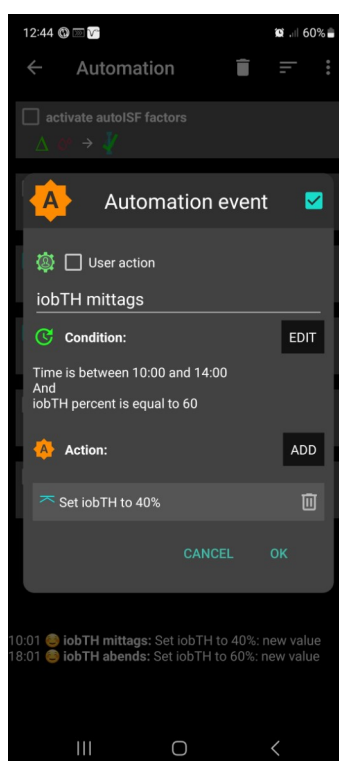 12:44
60%
Automation
activate autoISF factors
A
Automation event
User action
iobTH mittags
Condition:
EDIT
Time is between 10:00 and 14:00
And
iobTH percent is equal to 60
A
Action:
ADD
Set iobTH to 40%
CANCEL
OK
10:01 iobTH mittags: Set iobTH to 40%: new value
18:01 iobTH abends: Set iobTH to 60%: new value